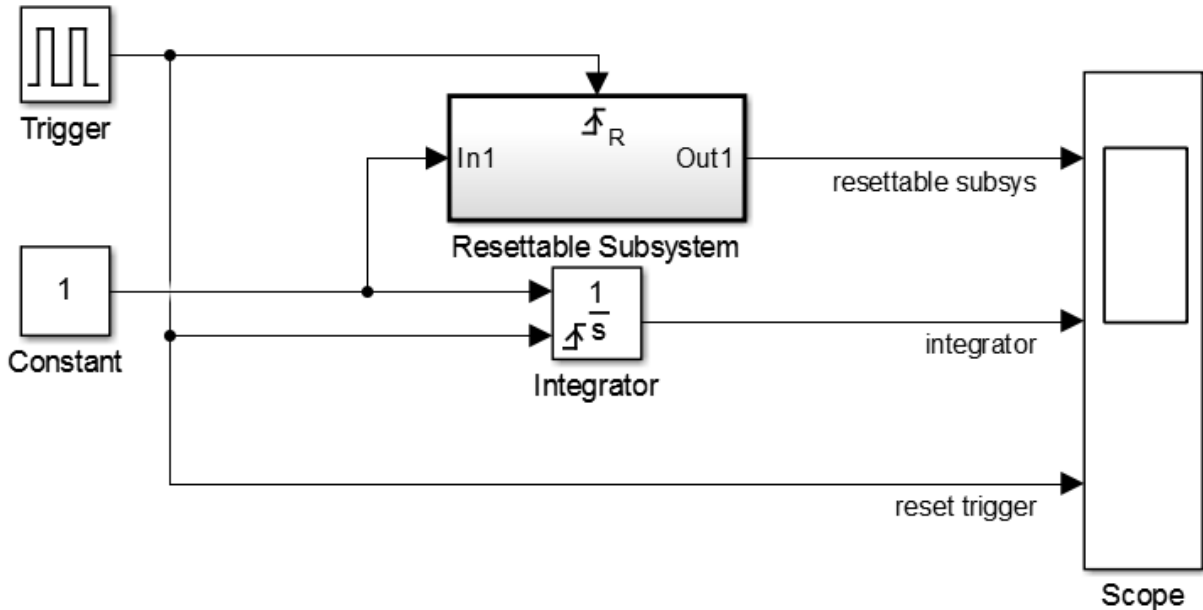 Trigger
R
In1
Out1
resettable subsys
Resettable Subsystem
1
Constant
1
s
integrator
Integrator
reset trigger
Scope